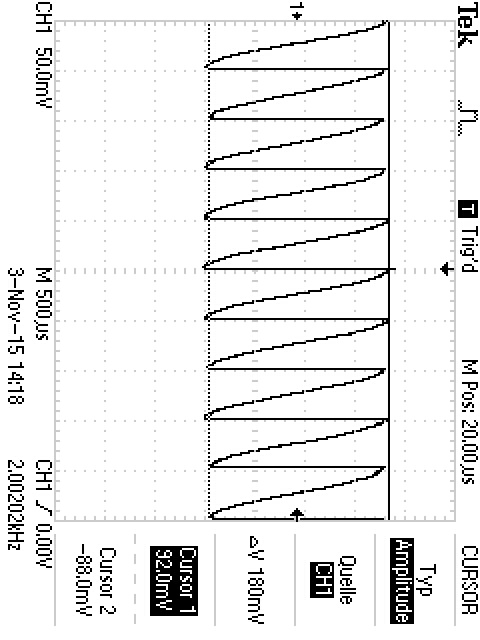 Tek T Trig'd M Pos: 20.00µs CURSOR
Typ
Amplitude
Quelle
CH1
ΔV 180mV
Cursor 1
92.0mV
Cursor 2
-88.0mV
1
CH1 50.0mV M 500µs CH1 / 0.00V
3-Nov-15 14:18 2.00202kHz